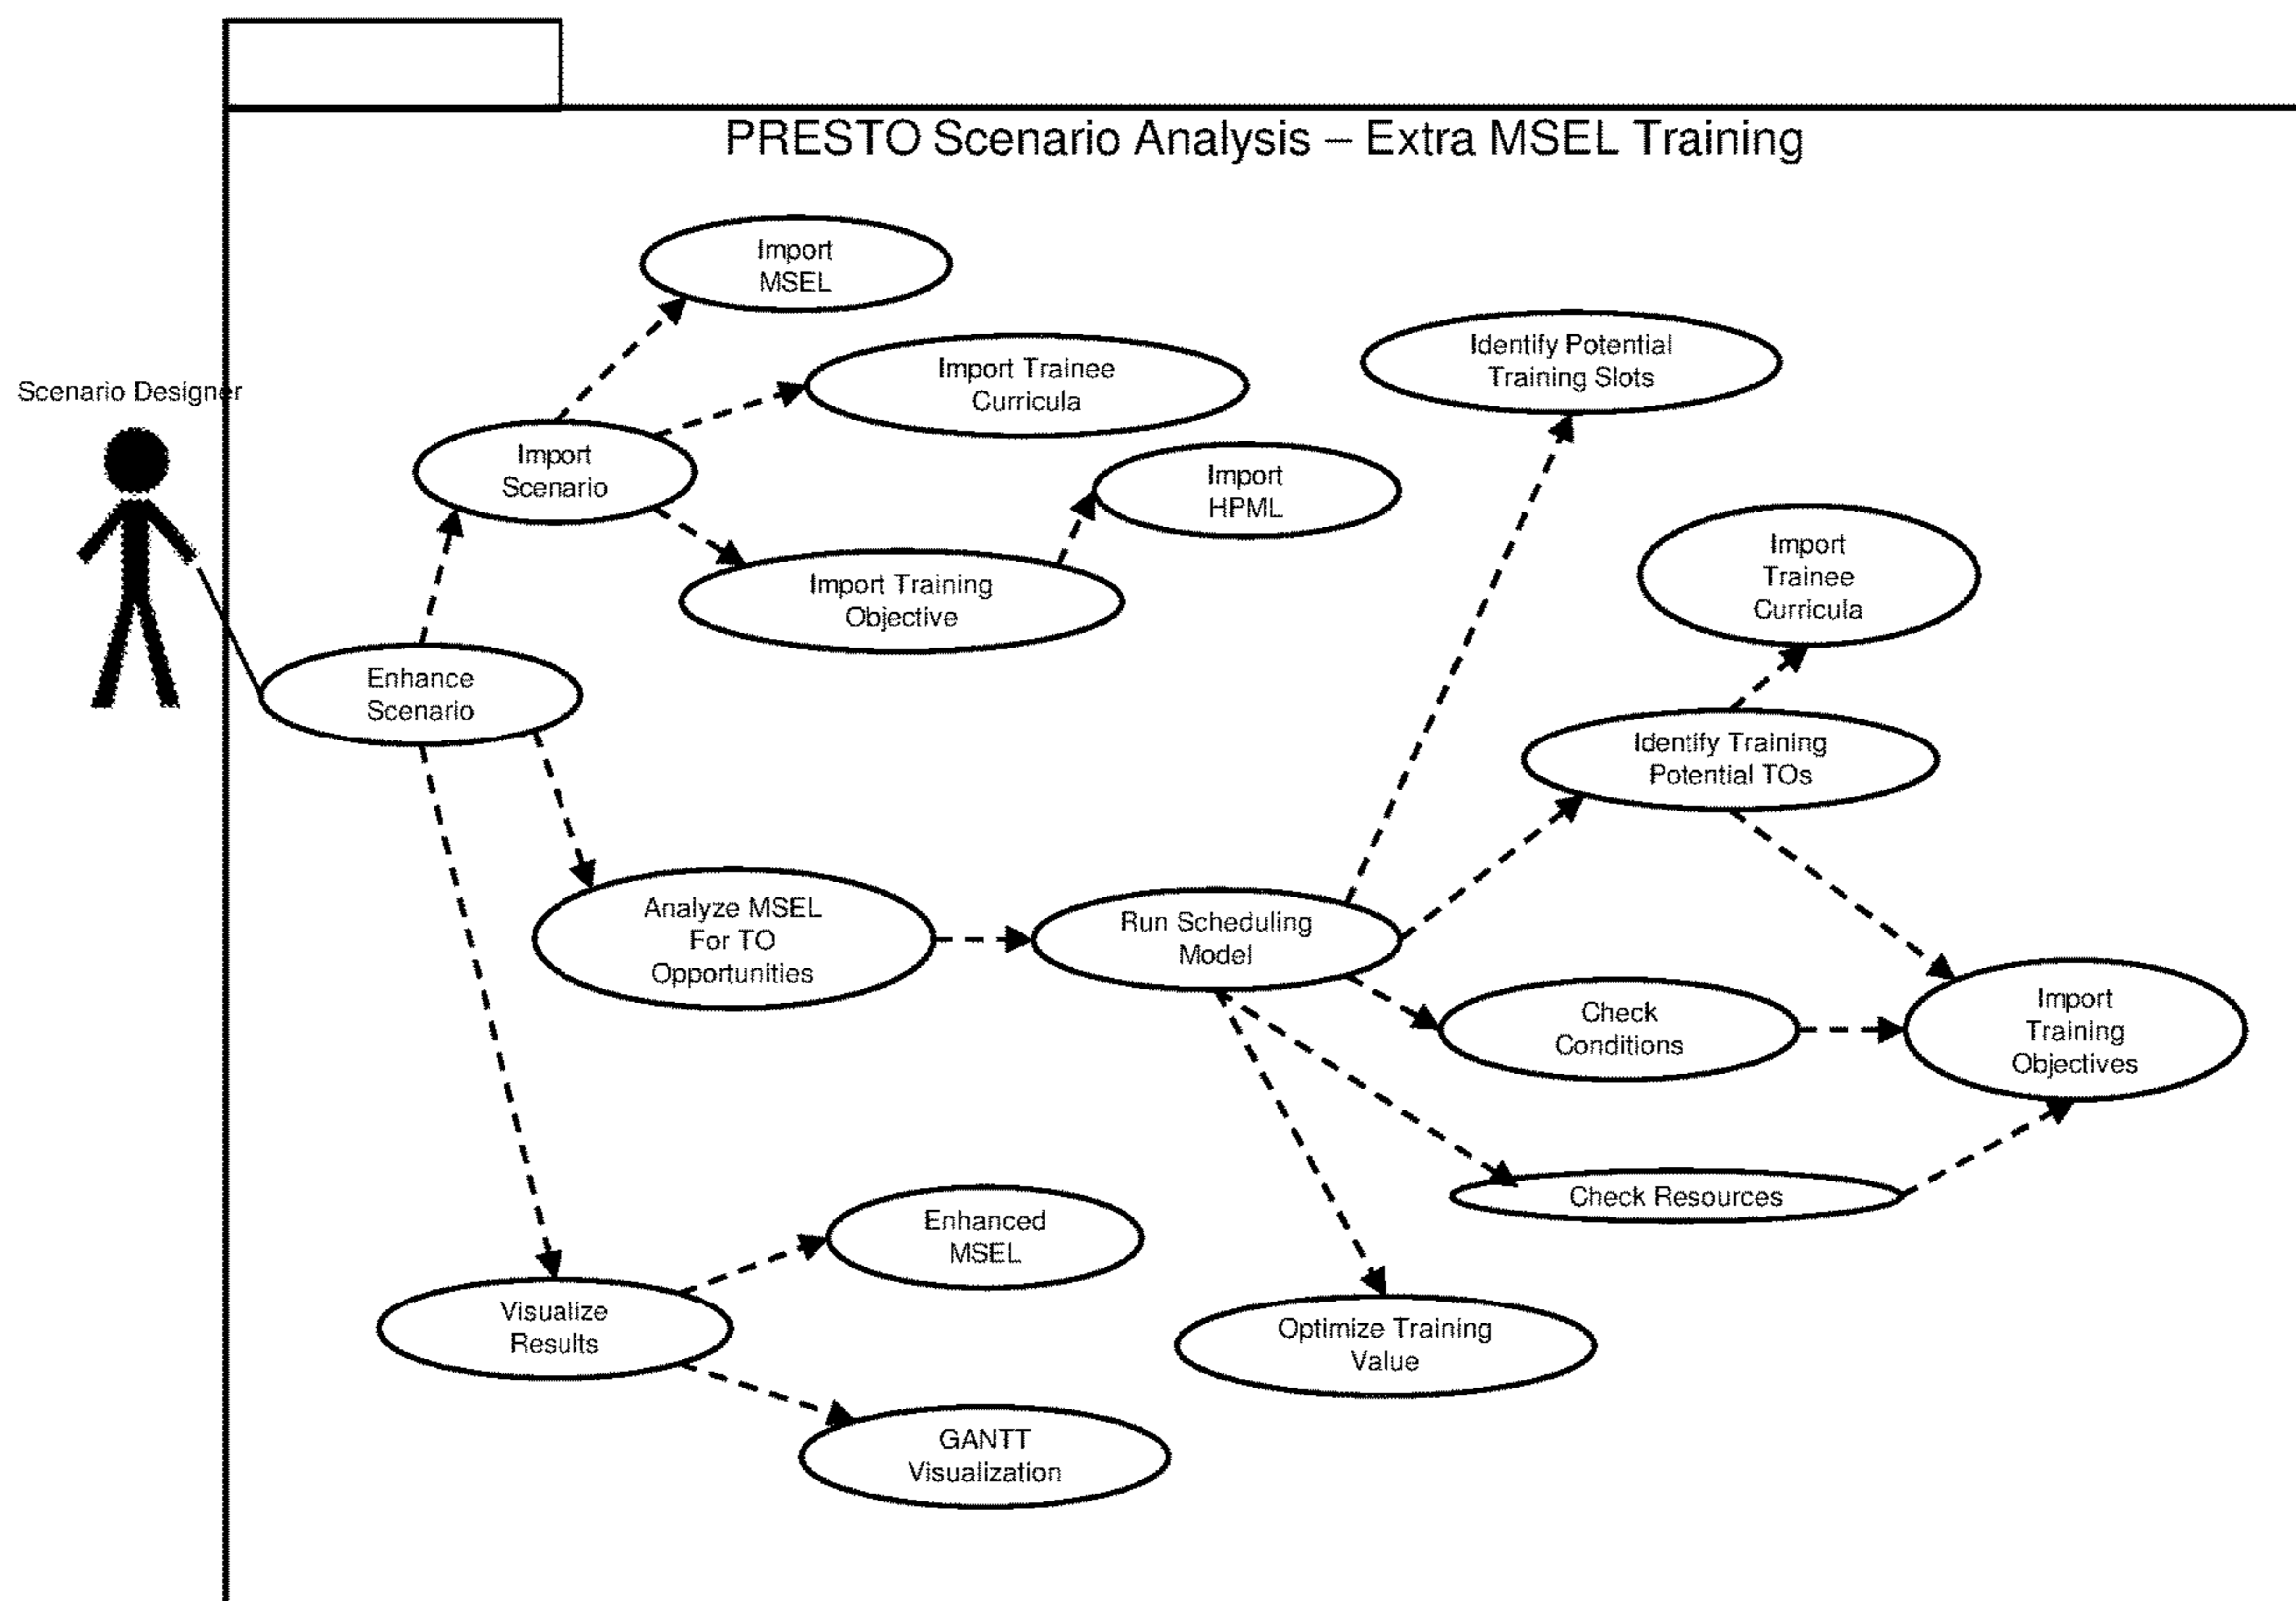 PRESTO Scenario Analysis – Extra MSEL Training
Scenario Designer
Import
MSEL
Import Trainee
Curricula
Import
Scenario
Import
HPML
Import Training
Objective
Enhance
Scenario
Identify Potential
Training Slots
Import
Trainee
Curricula
Identify Training
Potential TOs
Analyze MSEL
For TO
Opportunities
Run Scheduling
Model
Check
Conditions
Import
Training
Objectives
Check Resources
Enhanced
MSEL
Visualize
Results
Optimize Training
Value
GANTT
Visualization